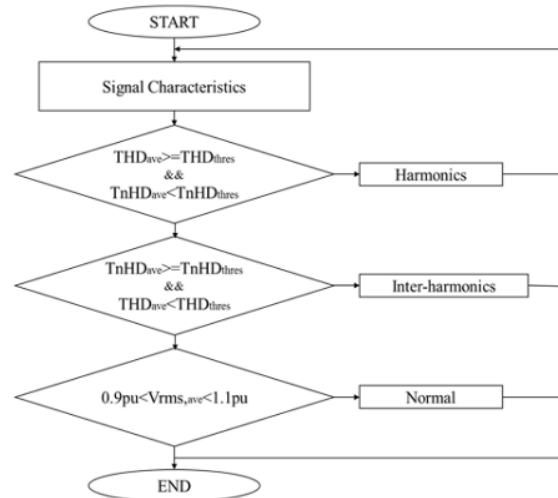 START
Signal Characteristics
THDave>=THDthres
&&
TnHDave<TnHDthres
Harmonics
TnHDave>=TnHDthres
&&
THDave<THDthres
Inter-harmonics
0.9pu<Vrms,ave<1.1pu
Normal
END